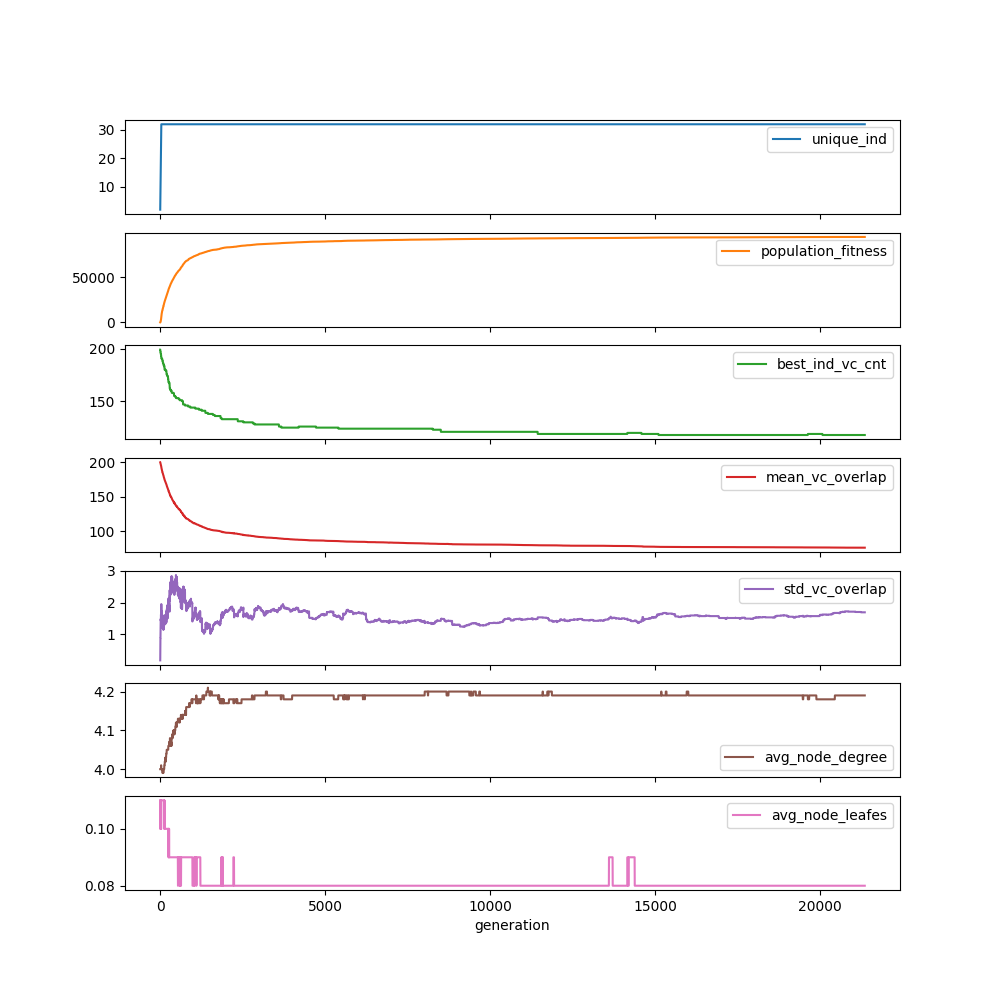 30
20
10
unique_ind
50000
0
population_fitness
200
150
best_ind_vc_cnt
200
150
100
mean_vc_overlap
3
2
1
std_vc_overlap
4.2
4.1
4.0
avg_node_degree
0.10
0.08
avg_node_leafes
0 5000 10000 15000 20000
generation